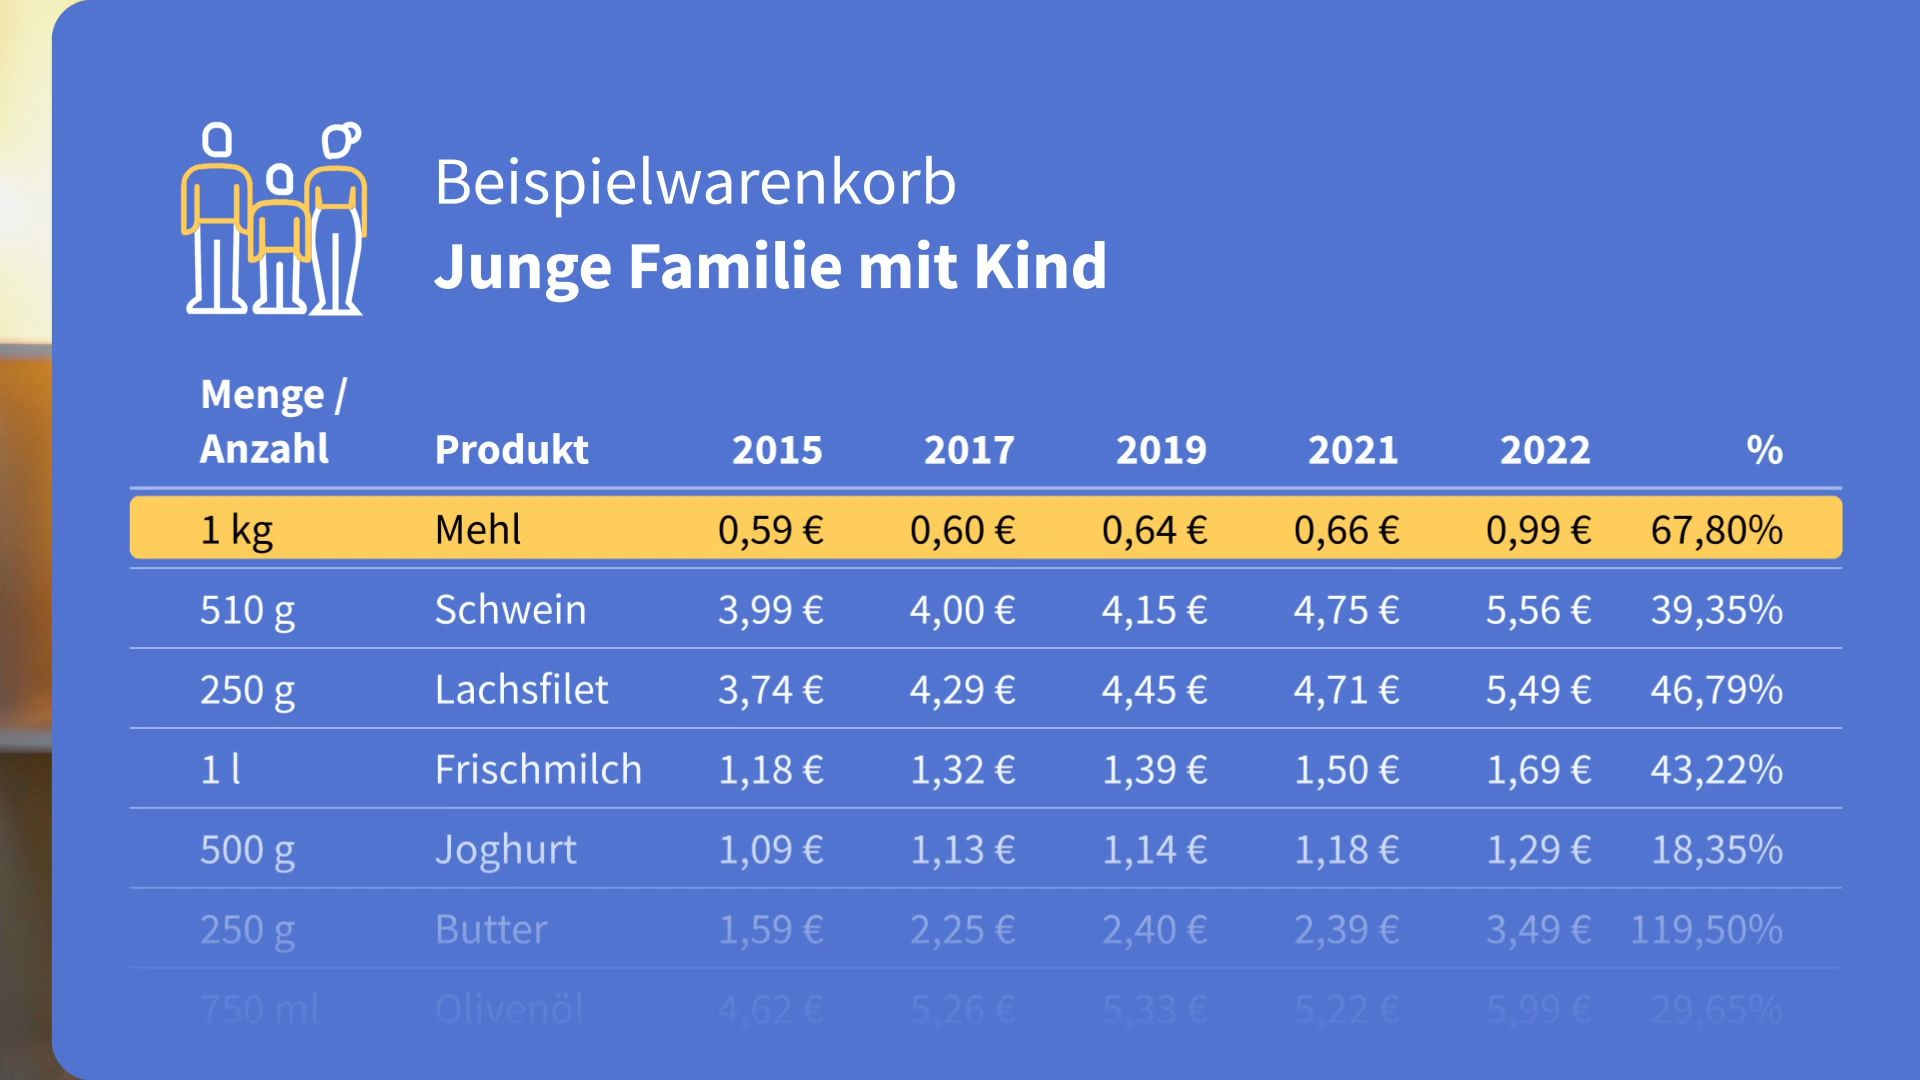 Beispielwarenkorb
Junge Familie mit Kind
Menge /
Anzahl Produkt 2015 2017 2019 2021 2022 %
1 kg Mehl 0,59 € 0,60 € 0,64 € 0,66 € 0,99 € 67,80%
510 g Schwein 3,99 € 4,00 € 4,15 € 4,75 € 5,56 € 39,35%
250 g Lachsfilet 3,74 € 4,29 € 4,45 € 4,71 € 5,49 € 46,79%
1 l Frischmilch 1,18 € 1,32 € 1,39 € 1,50 € 1,69 € 43,22%
500 g Joghurt 1,09 € 1,13 € 1,14 € 1,18 € 1,29 € 18,35%
250 g Butter 1,59 € 2,25 € 2,40 € 2,39 € 3,49 € 119,50%
750 ml Olivenöl 4,62 € 5,26 € 5,33 € 5,22 € 5,99 € 29,65%